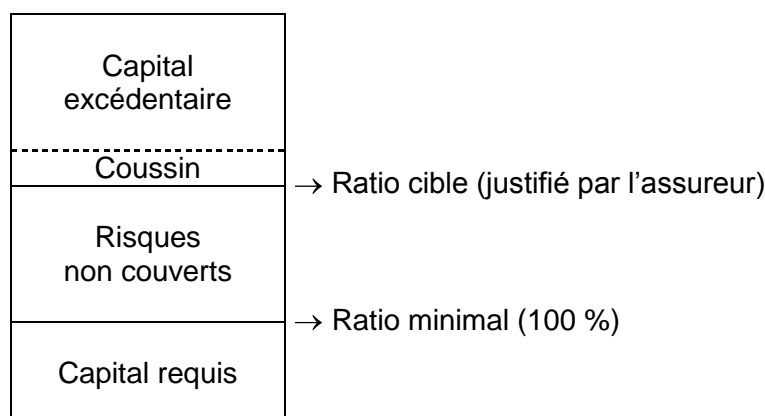 Capital
excédentaire
Coussin
→ Ratio cible (justifié par l'assureur)
Risques
non couverts
→ Ratio minimal (100 %)
Capital requis